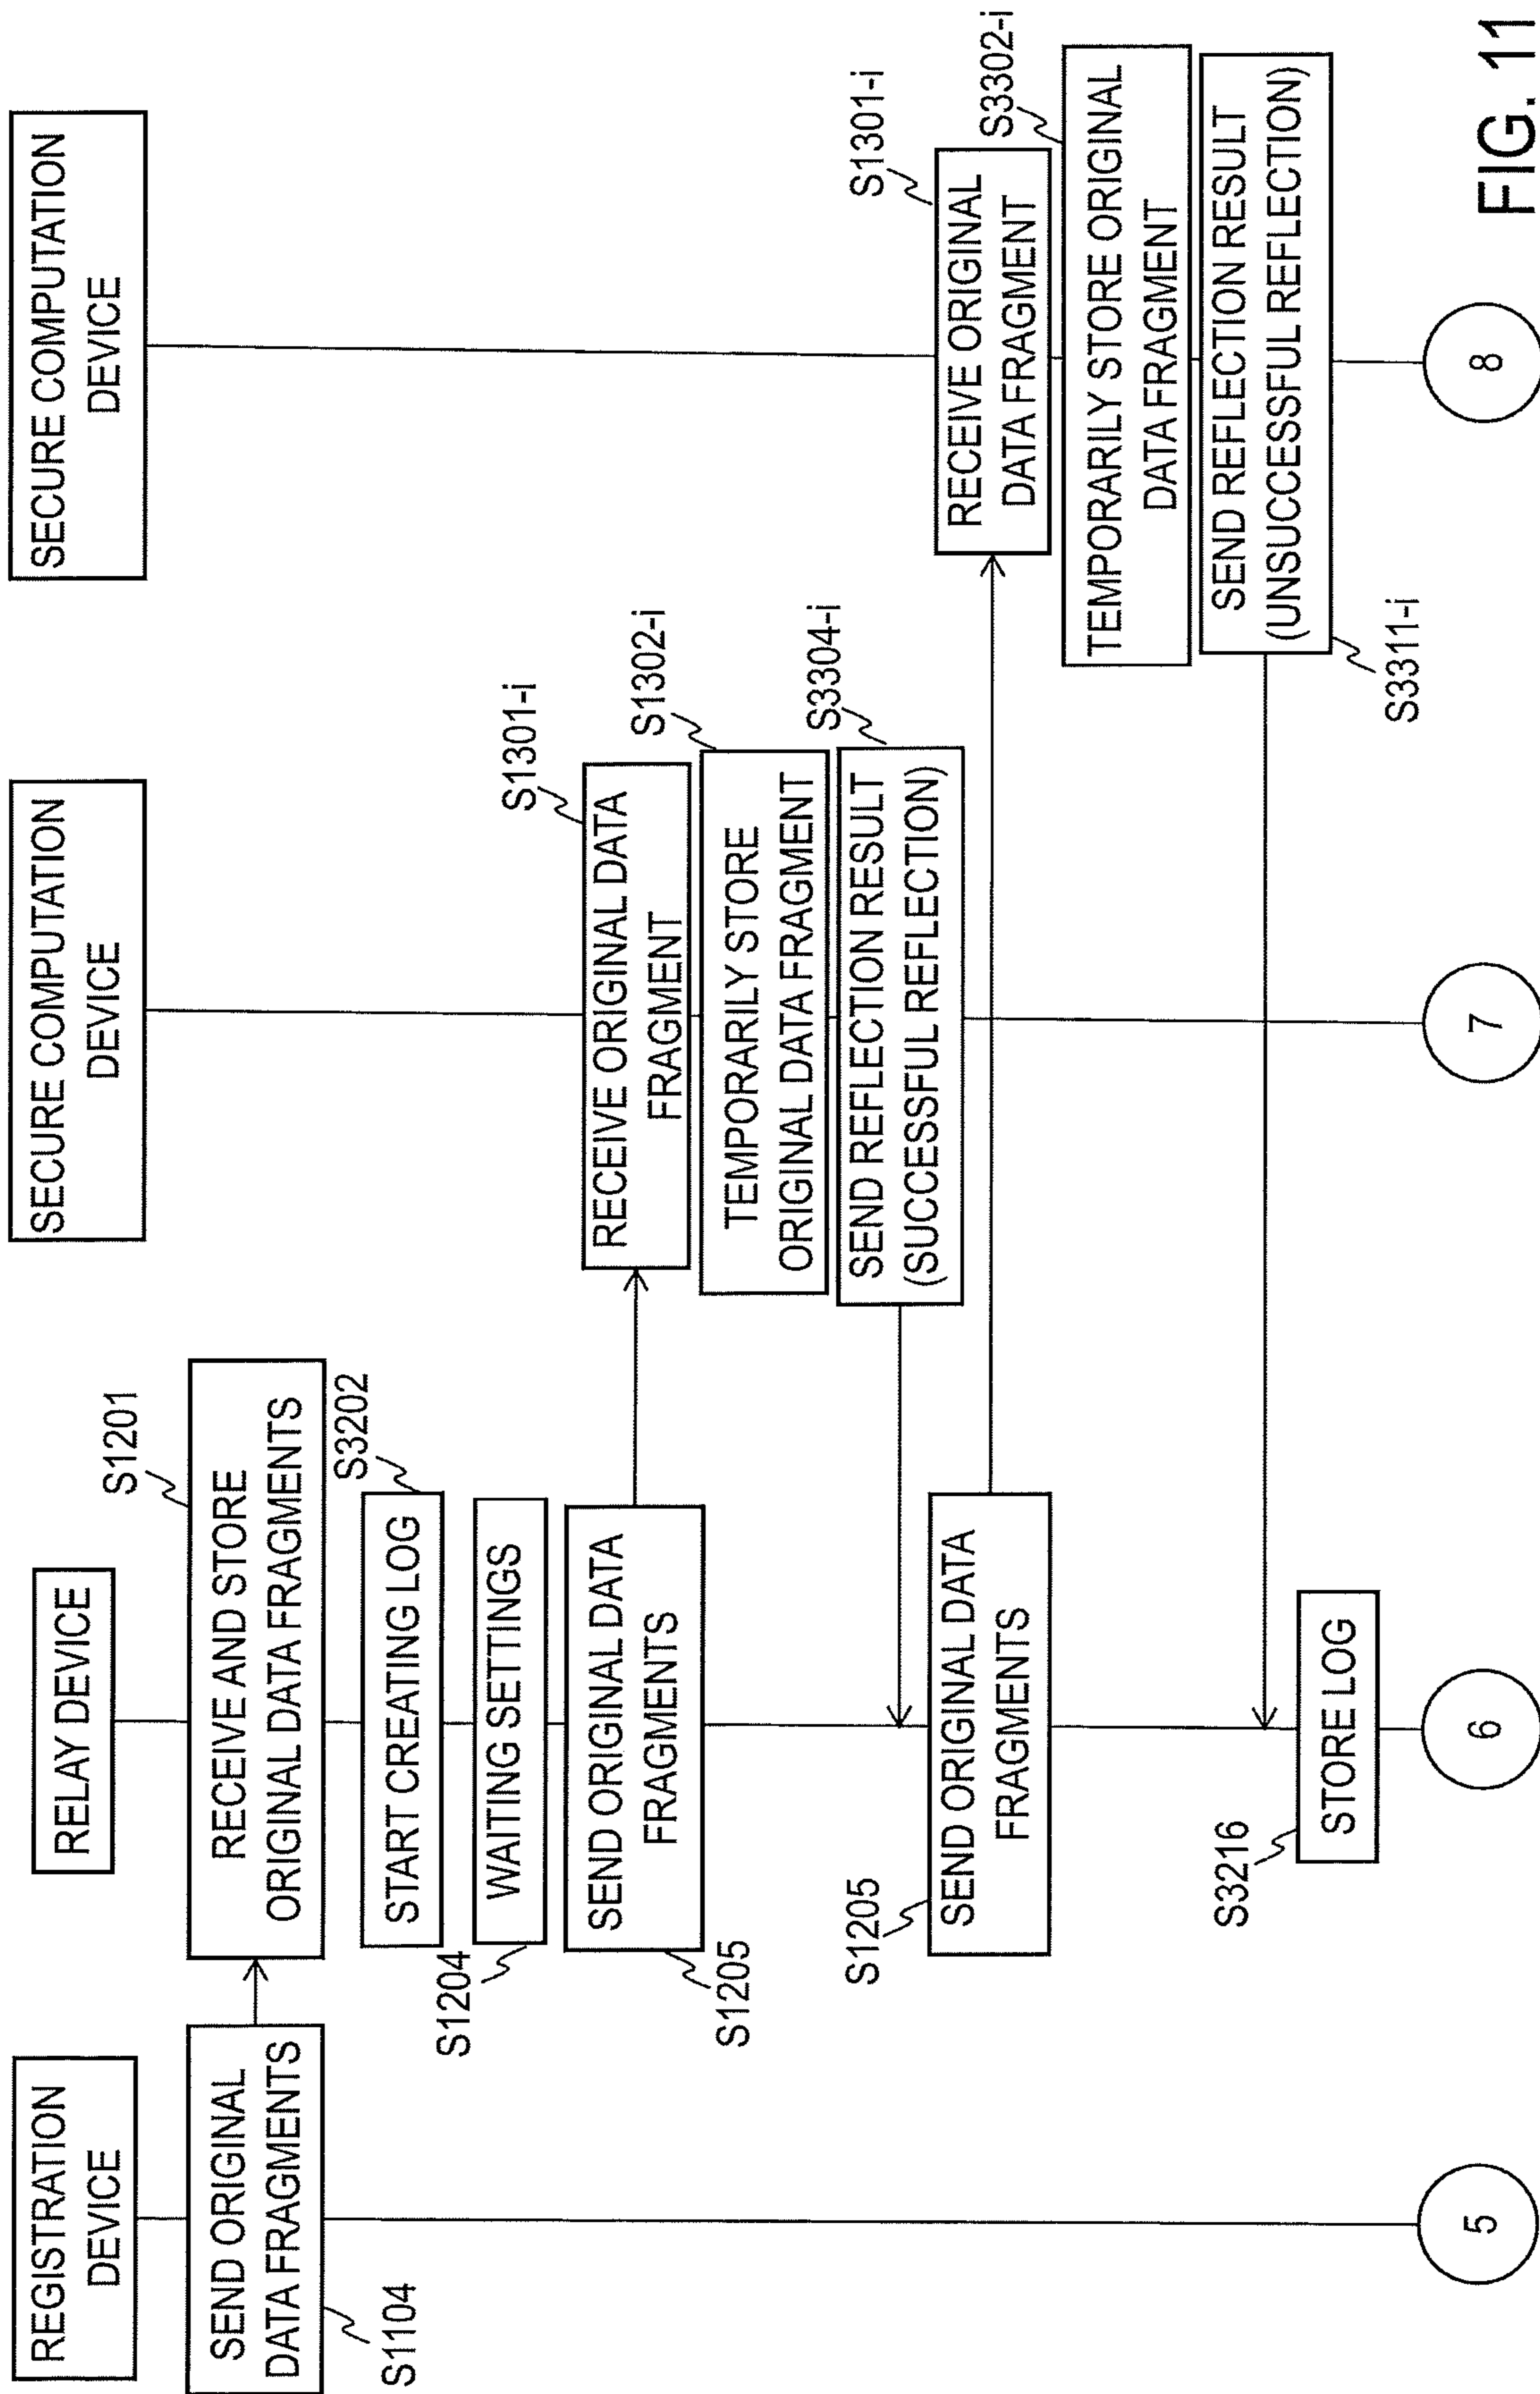 REGISTRATION
DEVICE
SEND ORIGINAL
DATA FRAGMENTS
S1104
5
RELAY DEVICE
S1201
RECEIVE AND STORE
ORIGINAL DATA FRAGMENTS
S3202
START CREATING LOG
S1204
WAITING SETTINGS
SEND ORIGINAL DATA
FRAGMENTS
S1205
S1205
SEND ORIGINAL DATA
FRAGMENTS
S3216
STORE LOG
6
SECURE COMPUTATION
DEVICE
S1301-i
RECEIVE ORIGINAL DATA
FRAGMENT
S1302-i
TEMPORARILY STORE
ORIGINAL DATA FRAGMENT
S3304-i
SEND REFLECTION RESULT
(SUCCESSFUL REFLECTION)
7
SECURE COMPUTATION
DEVICE
S1301-i
RECEIVE ORIGINAL
DATA FRAGMENT
S3302-i
TEMPORARILY STORE ORIGINAL
DATA FRAGMENT
SEND REFLECTION RESULT
(UNSUCCESSFUL REFLECTION)
S3311-i
8
FIG. 11